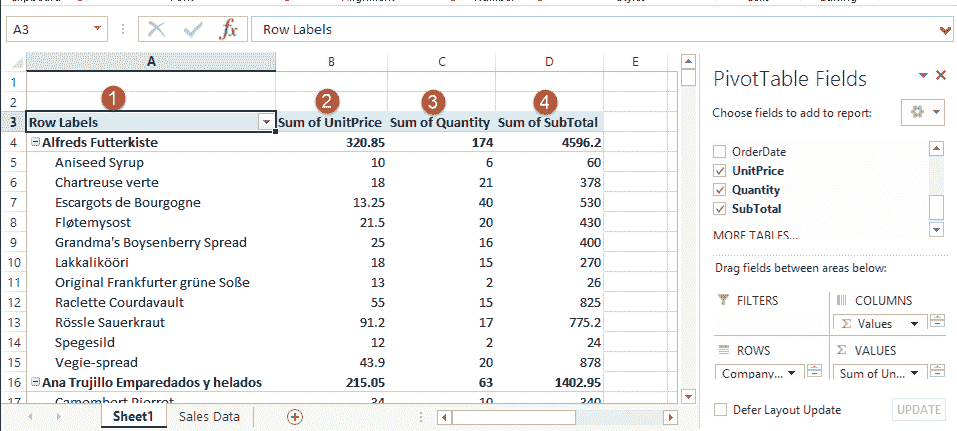 A3
fx
Row Labels
A B C D E
1
1 2 3 4
2
3 Row Labels Sum of UnitPrice Sum of Quantity Sum of SubTotal
4 Alfreds Futterkiste 320.85 174 4596.2
5 Aniseed Syrup 10 6 60
6 Chartreuse verte 18 21 378
7 Escargots de Bourgogne 13.25 40 530
8 Fløtemysost 21.5 20 430
9 Grandma's Boysenberry Spread 25 16 400
10 Lakkalikööri 18 15 270
11 Original Frankfurter grüne Soße 13 2 26
12 Raclette Courdavault 55 15 825
13 Rössle Sauerkraut 91.2 17 775.2
14 Spegesild 12 2 24
15 Vegie-spread 43.9 20 878
16 Ana Trujillo Emparedados y helados 215.05 63 1402.95
17 Camembert Pierrot 34 10 340
Sheet1 Sales Data
PivotTable Fields
Choose fields to add to report:
OrderDate
UnitPrice
Quantity
SubTotal
MORE TABLES...
Drag fields between areas below:
FILTERS
COLUMNS
Σ Values
ROWS
Σ VALUES
Company...
Sum of Un...
Defer Layout Update
UPDATE